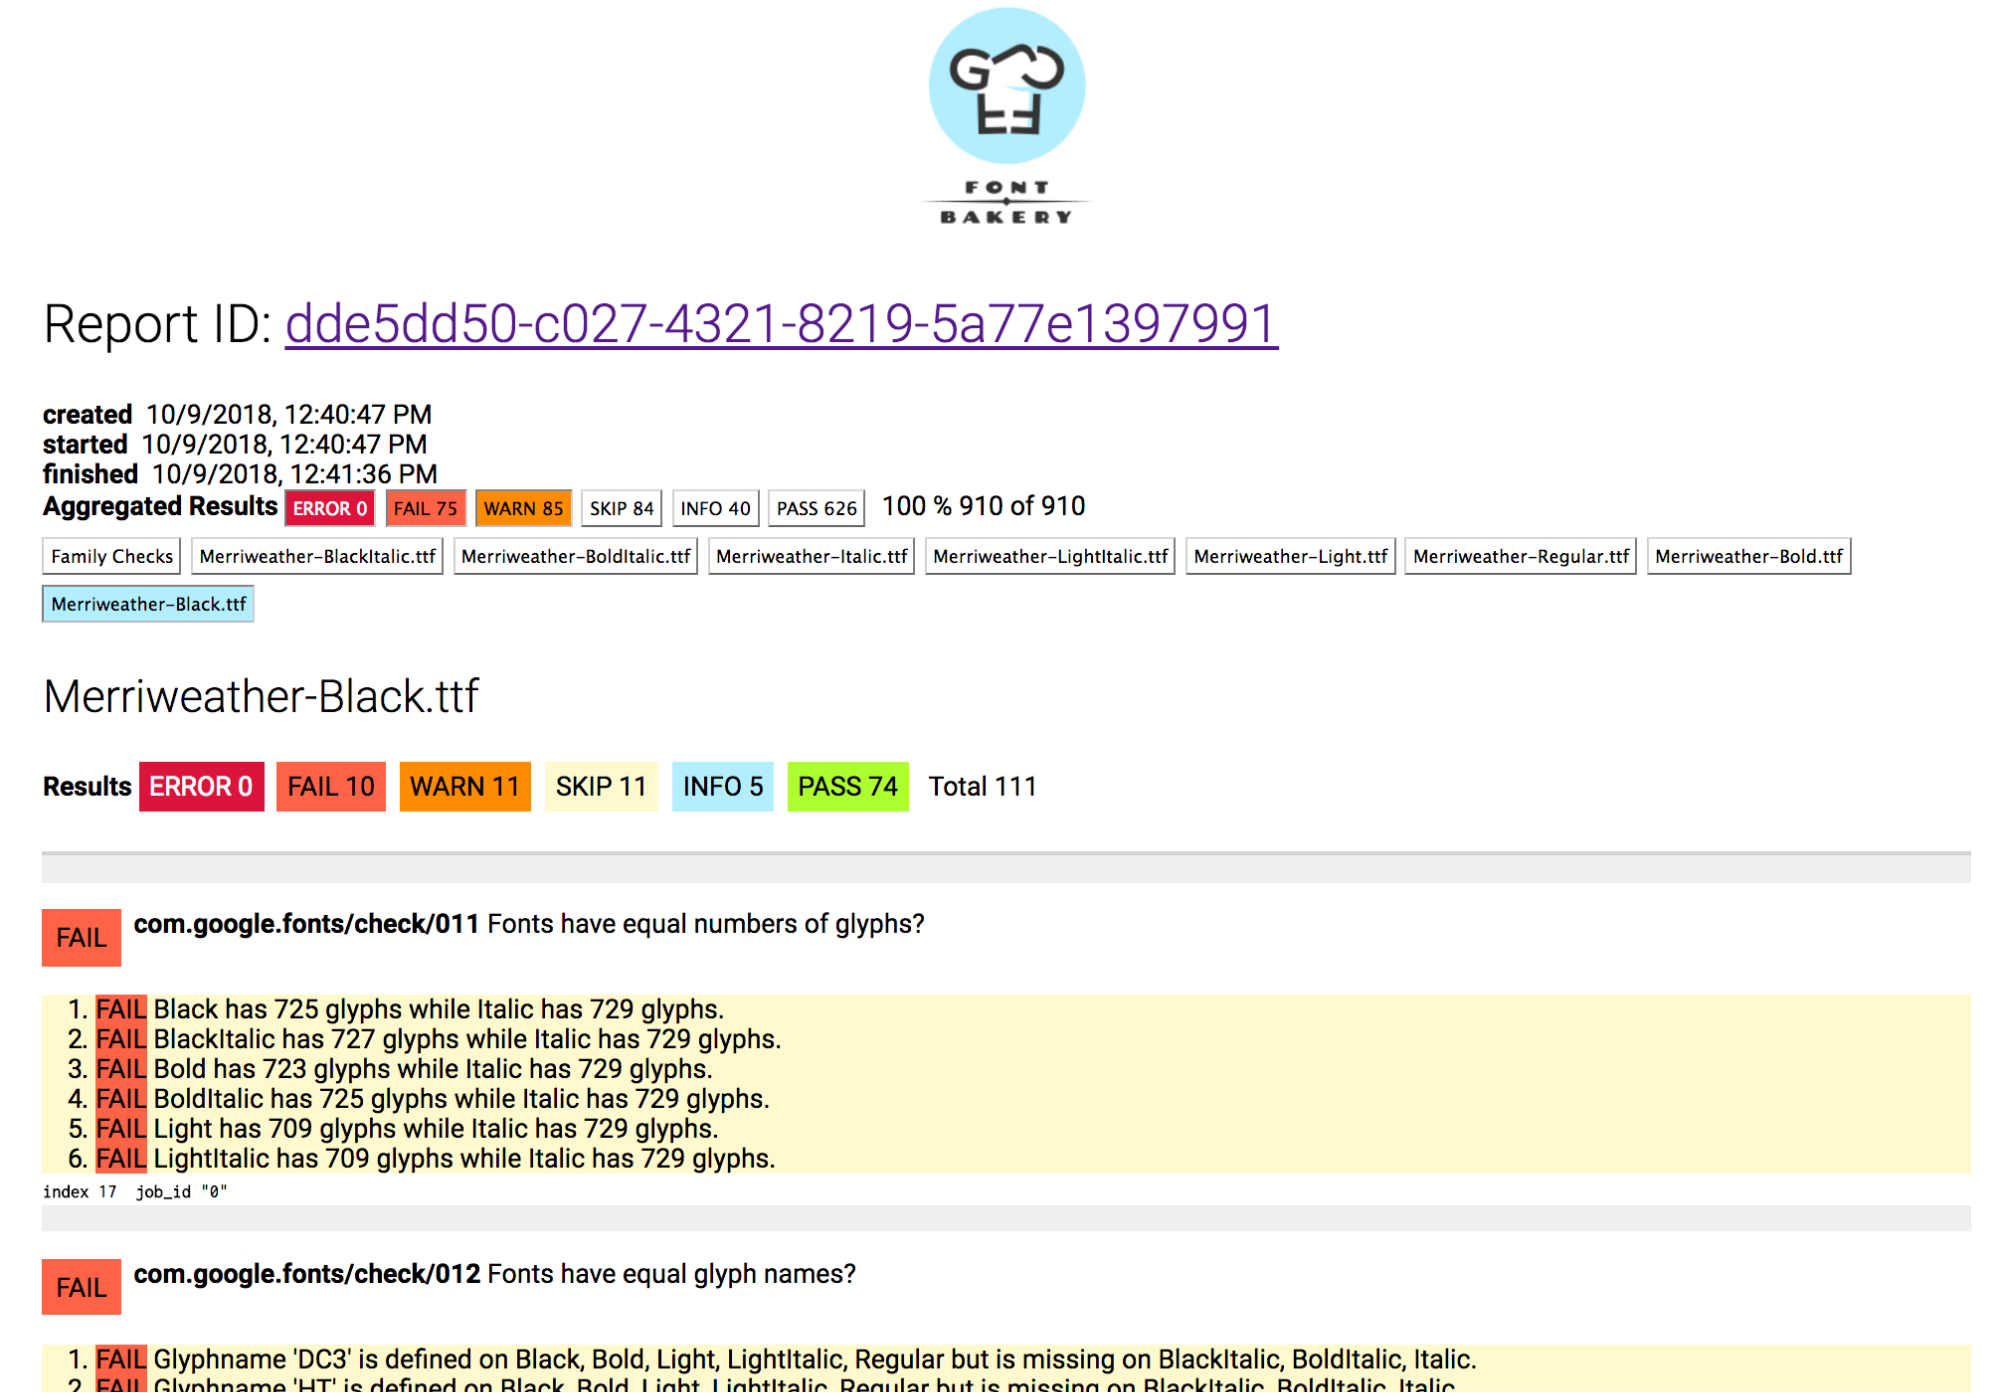 FONT
BAKERY
Report ID: dde5dd50-c027-4321-8219-5a77e1397991
created 10/9/2018, 12:40:47 PM
started 10/9/2018, 12:40:47 PM
finished 10/9/2018, 12:41:36 PM
Aggregated Results ERROR 0 FAIL 75 WARN 85 SKIP 84 INFO 40 PASS 626 100 % 910 of 910
Family Checks Merriweather-BlackItalic.ttf Merriweather-BoldItalic.ttf Merriweather-Italic.ttf Merriweather-LightItalic.ttf Merriweather-Light.ttf Merriweather-Regular.ttf Merriweather-Bold.ttf
Merriweather-Black.ttf
Merriweather-Black.ttf
Results ERROR 0 FAIL 10 WARN 11 SKIP 11 INFO 5 PASS 74 Total 111
FAIL com.google.fonts/check/011 Fonts have equal numbers of glyphs?
1. FAIL Black has 725 glyphs while Italic has 729 glyphs.
2. FAIL BlackItalic has 727 glyphs while Italic has 729 glyphs.
3. FAIL Bold has 723 glyphs while Italic has 729 glyphs.
4. FAIL BoldItalic has 725 glyphs while Italic has 729 glyphs.
5. FAIL Light has 709 glyphs while Italic has 729 glyphs.
6. FAIL LightItalic has 709 glyphs while Italic has 729 glyphs.
index 17 job_id "0"
FAIL com.google.fonts/check/012 Fonts have equal glyph names?
1. FAIL Glyphname 'DC3' is defined on Black, Bold, Light, LightItalic, Regular but is missing on BlackItalic, BoldItalic, Italic.
2. FAIL Glyphname 'HT' is defined on Black, Bold, Light, LightItalic, Regular but is missing on BlackItalic, BoldItalic, Italic.